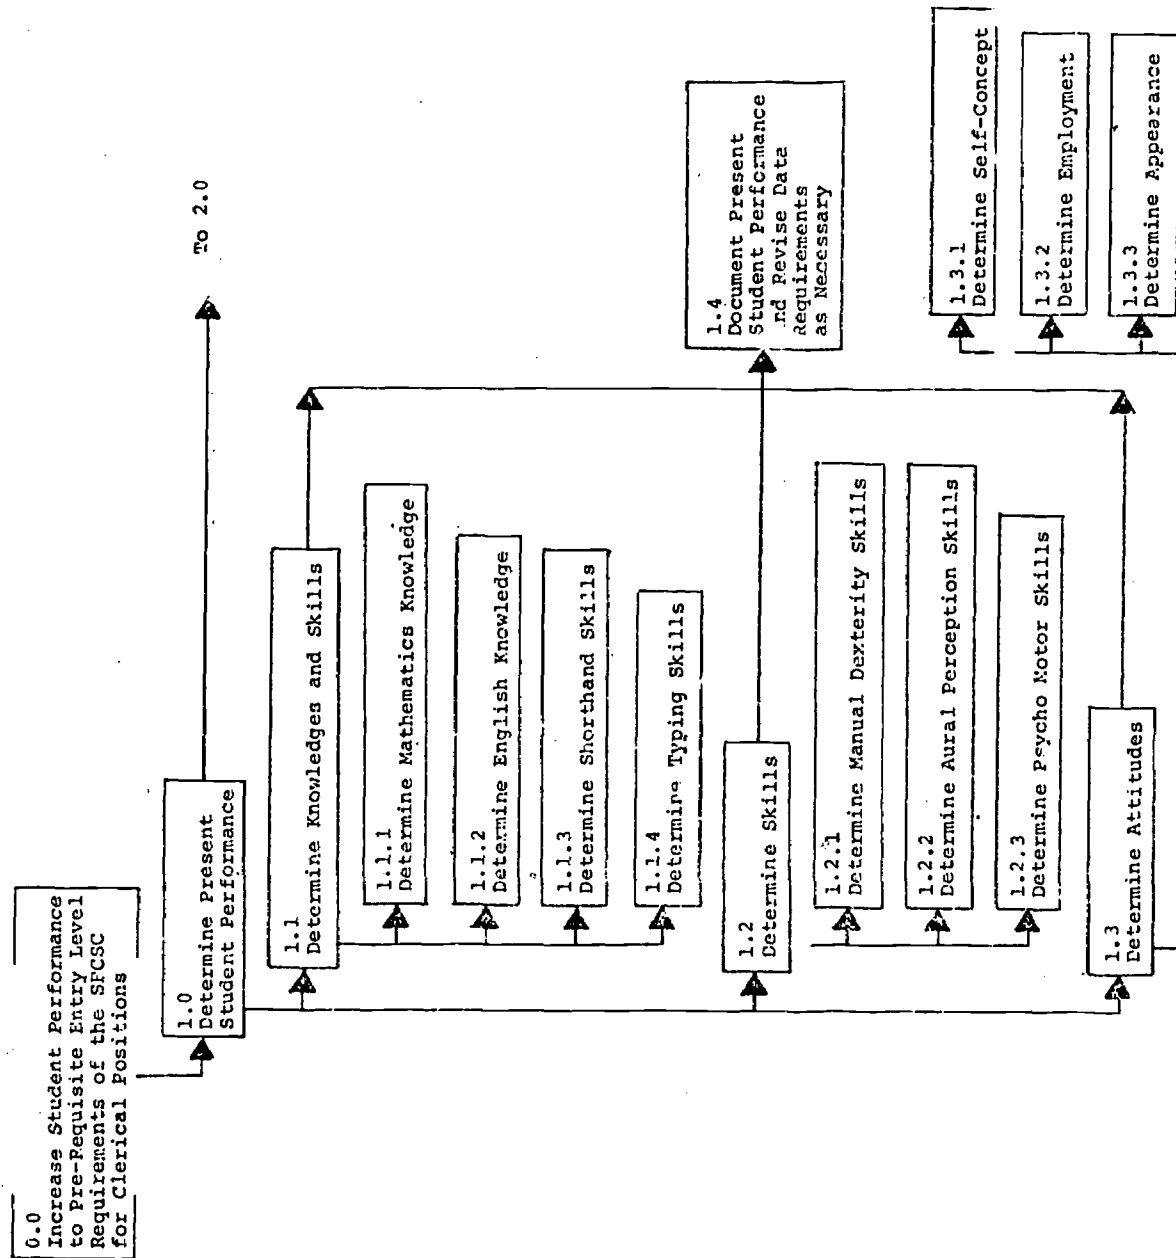 0.0
Increase Student Performance
to Pre-Requisite Entry Level
Requirements of the SFCSC
for Clerical Positions
1.0
Determine Present
Student Performance
To 2.0
1.1
Determine Knowledges and Skills
1.1.1
Determine Mathematics Knowledge
1.1.2
Determine English Knowledge
1.1.3
Determine Shorthand Skills
1.1.4
Determine Typing Skills
1.2
Determine Skills
1.2.1
Determine Manual Dexterity Skills
1.2.2
Determine Aural Perception Skills
1.2.3
Determine Psycho Motor Skills
1.3
Determine Attitudes
1.4
Document Present
Student Performance
nd Revise Data
Requirements
as Necessary
1.3.1
Determine Self-Concept
1.3.2
Determine Employment
1.3.3
Determine Appearance